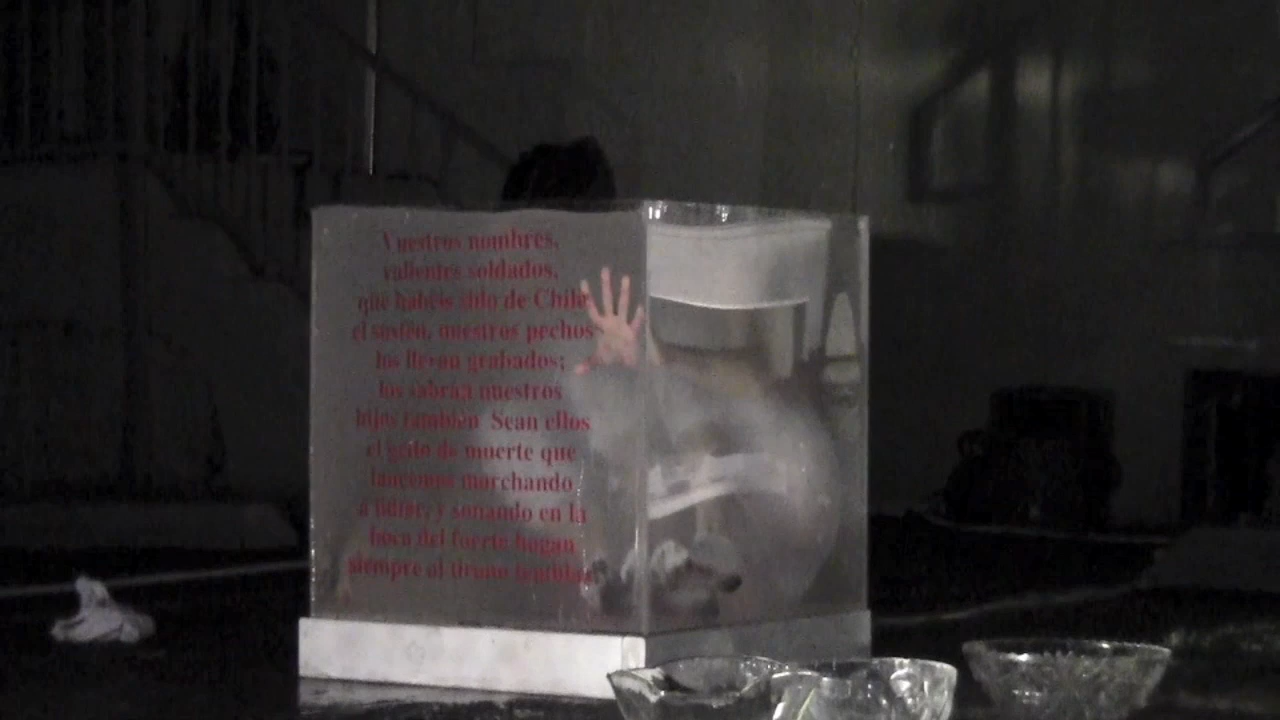 Vuestros nombres,
valientes soldados,
que habéis sido de Chile
el sostén, nuestros pechos
los llevan grabados;
los sabrán nuestros
hijos también Sean ellos
el grito de muerte que
lancemos marchando
a lidiar, y sonando en la
boca del fuerte hagan
siempre al tirano temblar